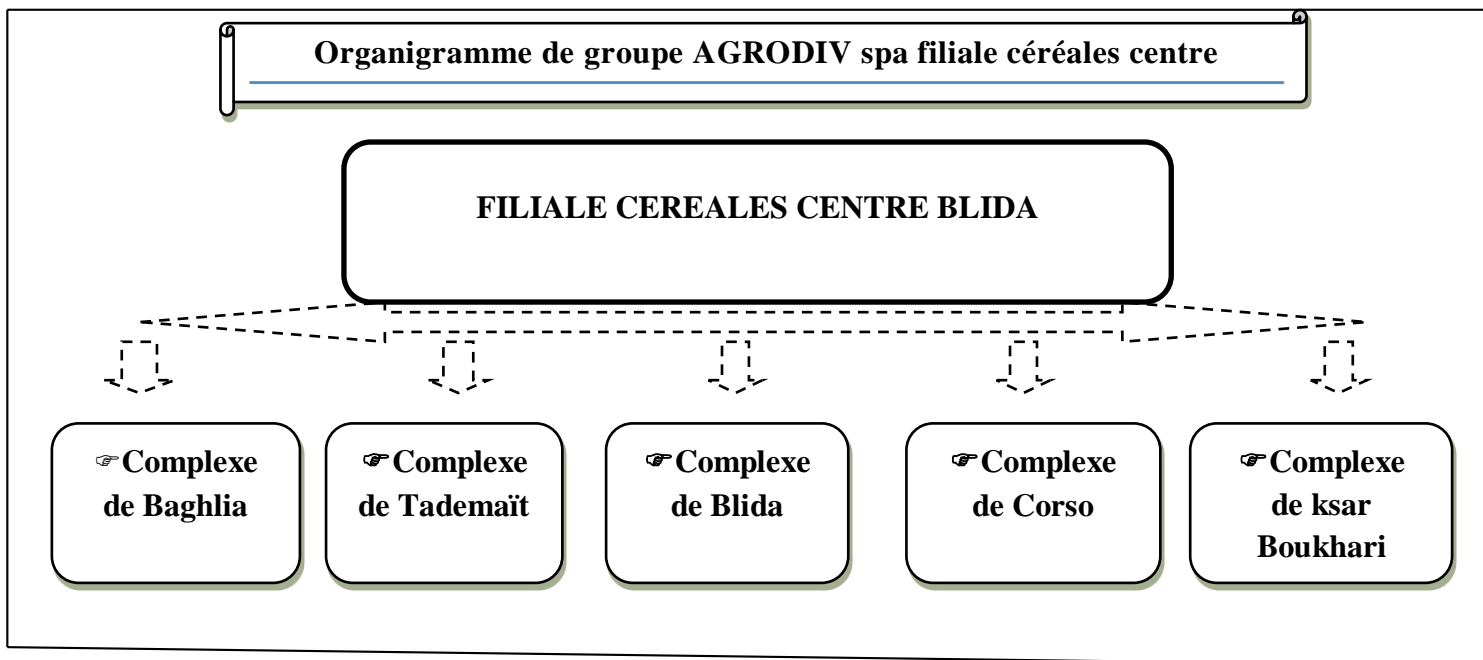 Organigramme de groupe AGRODIV spa filiale céréales centre
FILIALE CEREALES CENTRE BLIDA
☞Complexe
de Baghlia
☞Complexe
de Tademaït
☞Complexe
de Blida
☞Complexe
de Corso
☞Complexe
de ksar
Boukhari